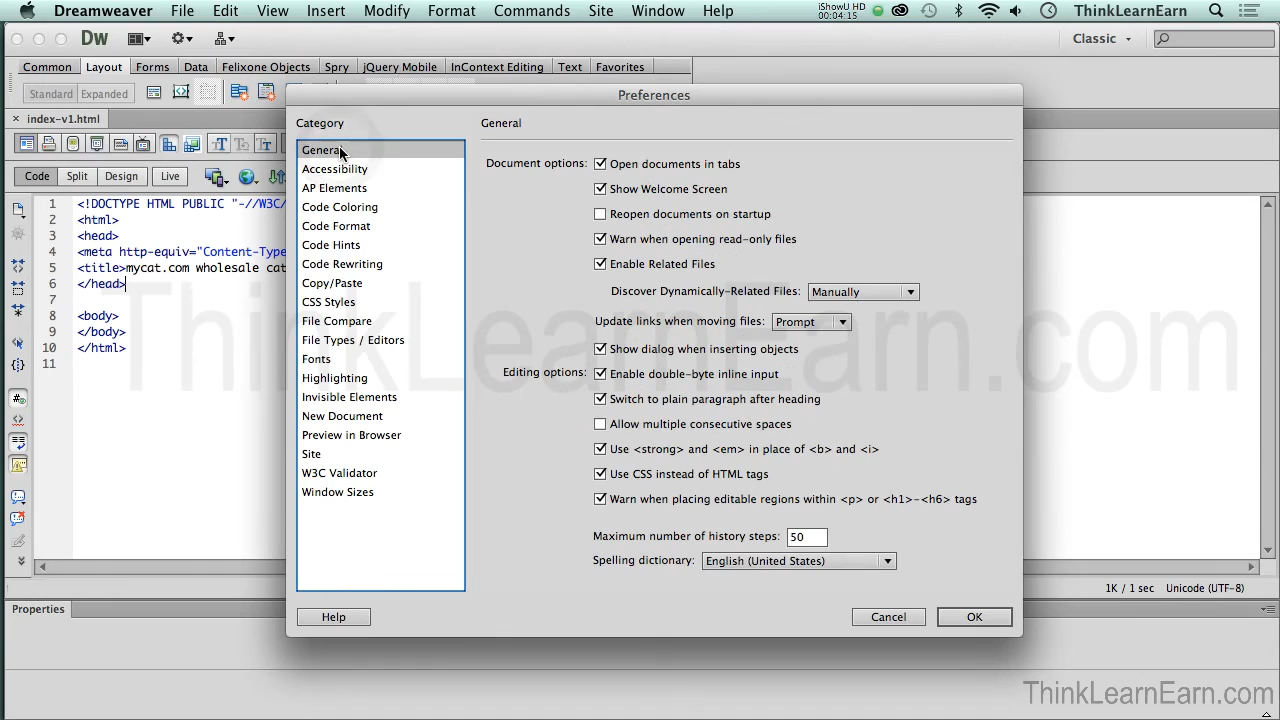 Dreamweaver File Edit View Insert Modify Format Commands Site Window Help iShowU HD 00:04:15 ThinkLearnEarn
Dw Classic
Common Layout Forms Data Felixone Objects Spry jQuery Mobile InContext Editing Text Favorites
Standard Expanded
Preferences
index-v1.html
Category
General
Code Split Design Live
1 <!DOCTYPE HTML PUBLIC "-//W3C/
2 <html>
3 <head>
4 <meta http-equiv="Content-Type
5 <title>mycat.com wholesale cat
6 </head>
7
8 <body>
9 </body>
10 </html>
11
General
Accessibility
AP Elements
Code Coloring
Code Format
Code Hints
Code Rewriting
Copy/Paste
CSS Styles
File Compare
File Types / Editors
Fonts
Highlighting
Invisible Elements
New Document
Preview in Browser
Site
W3C Validator
Window Sizes
Document options: Open documents in tabs
Show Welcome Screen
Reopen documents on startup
Warn when opening read-only files
Enable Related Files
Discover Dynamically-Related Files: Manually
Update links when moving files: Prompt
Show dialog when inserting objects
Editing options: Enable double-byte inline input
Switch to plain paragraph after heading
Allow multiple consecutive spaces
Use <strong> and <em> in place of <b> and <i>
Use CSS instead of HTML tags
Warn when placing editable regions within <p> or <h1>-<h6> tags
Maximum number of history steps: 50
Spelling dictionary: English (United States)
Help Cancel OK
1K / 1 sec Unicode (UTF-8)
Properties
ThinkLearnEarn.com
ThinkLearnEarn.com